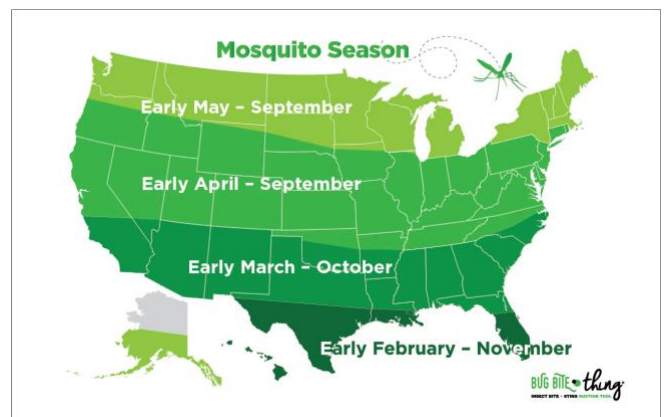 Mosquito Season
Early May – September
Early April – September
Early March – October
Early February – November
BUG BITE thing
INSECT BITE + STING SUCTION TOOL